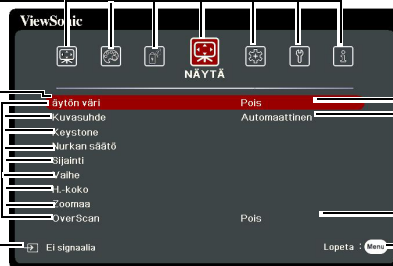 ViewSonic
NÄYTÄ
äytön väri Pois
Kuvasuhde Automaattinen
Keystone
Nurkan säätö
Sijainti
Vaihe
H.-koko
Zoomaa
OverScan Pois
Ei signaalia Lopeta : Menu